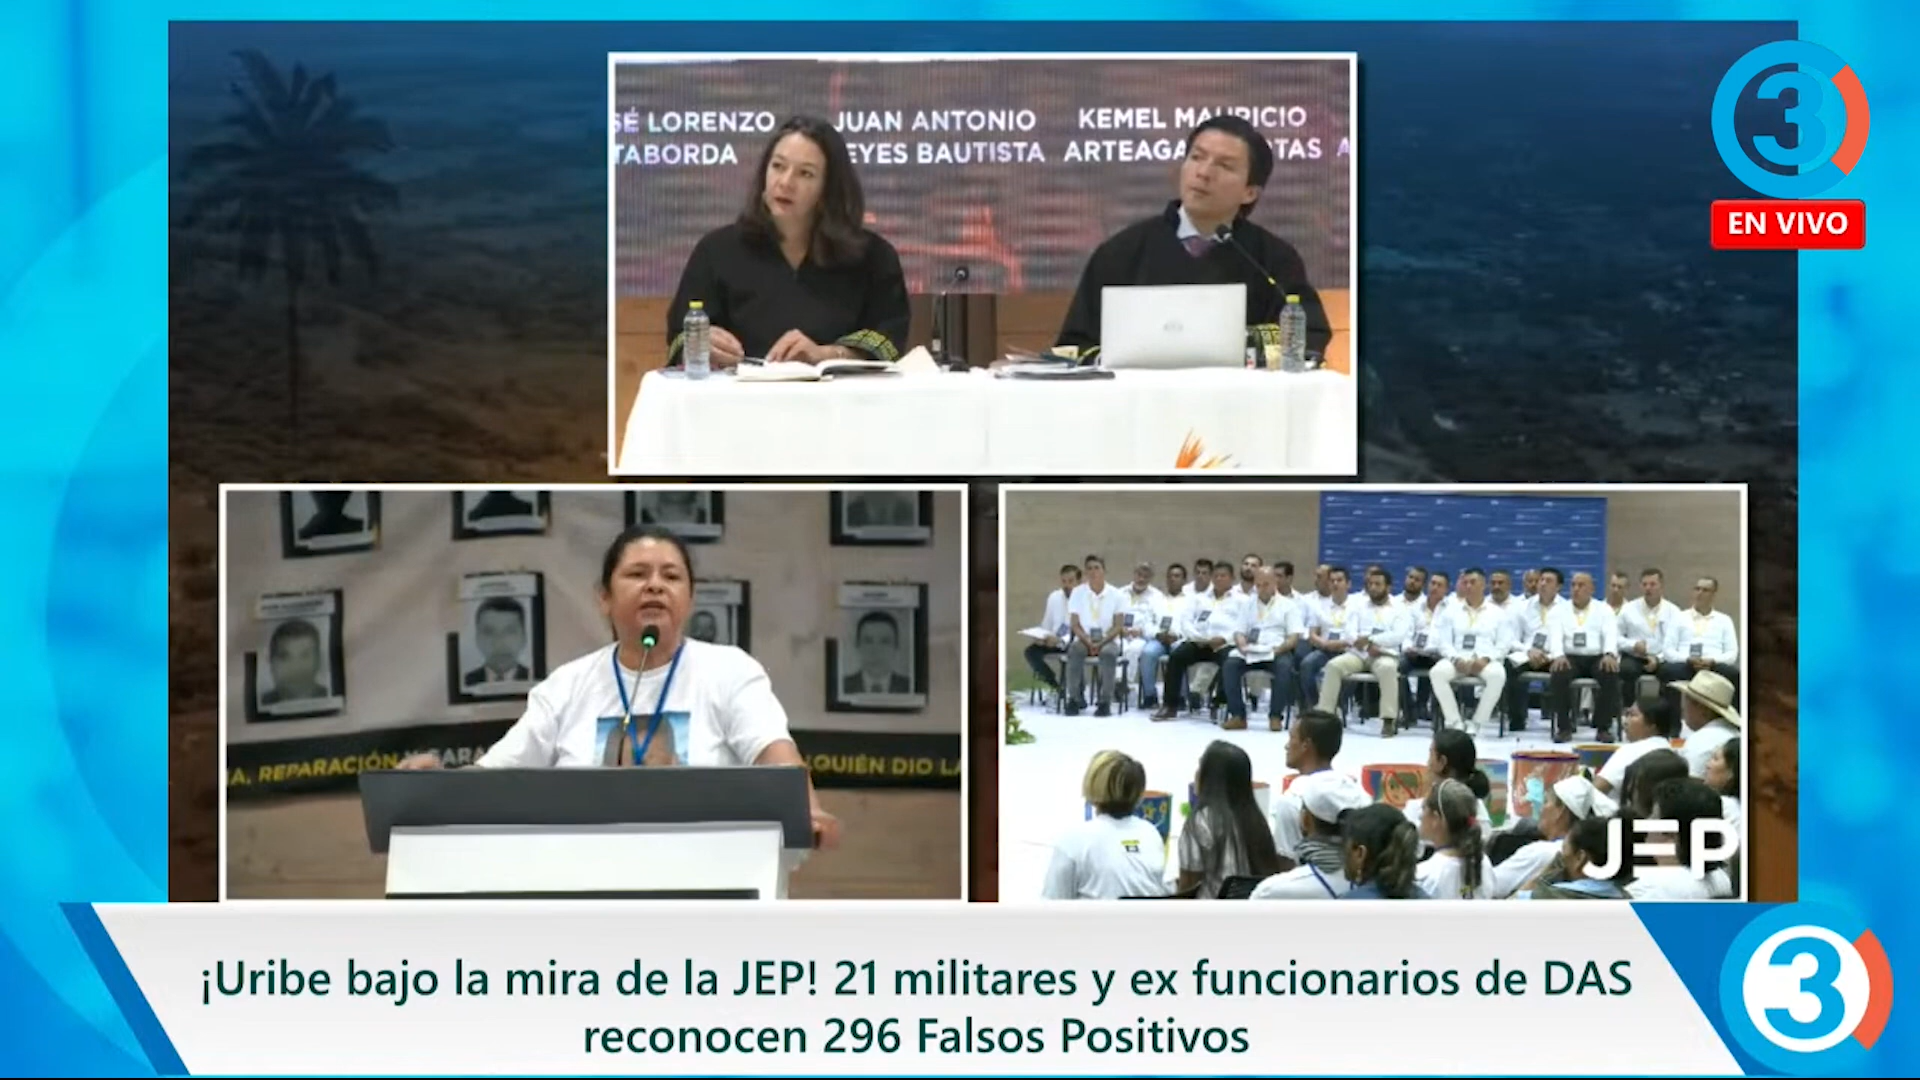 3
EN VIVO
JUAN ANTONIO
KEMEL MAURICIO
É LORENZO
TABORDA
EYES BAUTISTA
ARTEAGA
REPARACIÓN
QUIÉN DIO LA
JEP
¡Uribe bajo la mira de la JEP! 21 militares y ex funcionarios de DAS
reconocen 296 Falsos Positivos
3